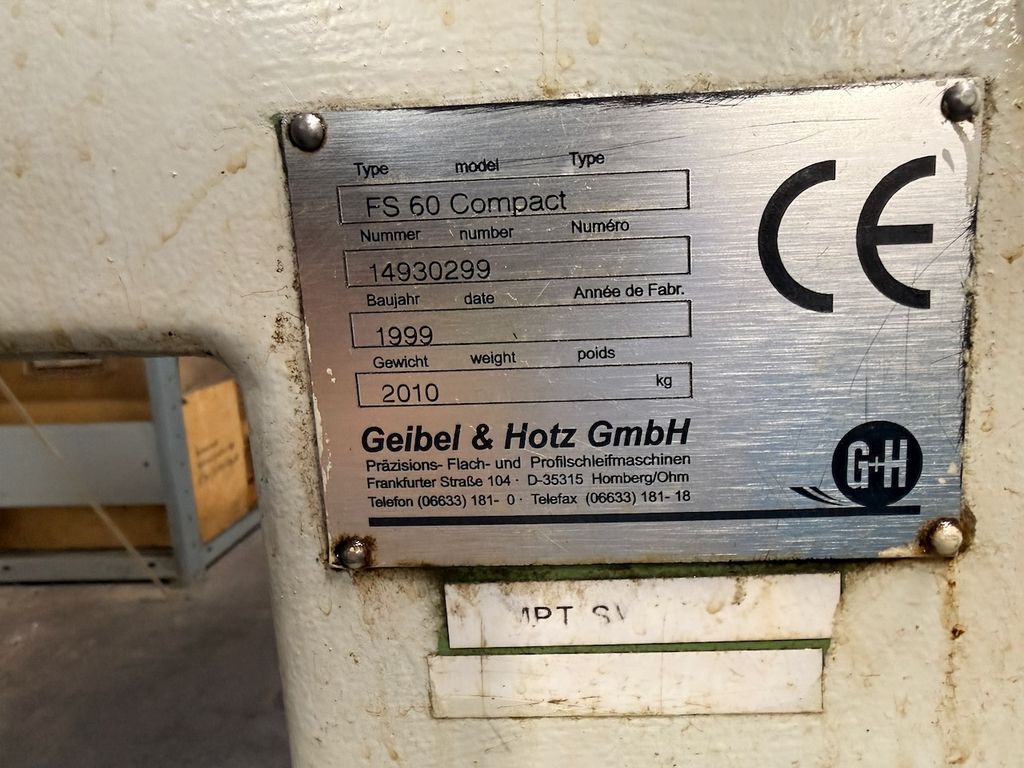 Type model Type
FS 60 Compact
Nummer number Numéro
14930299
Baujahr date Année de Fabr.
1999
Gewicht weight poids
2010 kg
CE
Geibel & Hotz GmbH
Präzisions- Flach- und Profilschleifmaschinen
Frankfurter Straße 104 · D-35315 Homberg/Ohm
Telefon (06633) 181- 0 · Telefax (06633) 181- 18
G+H